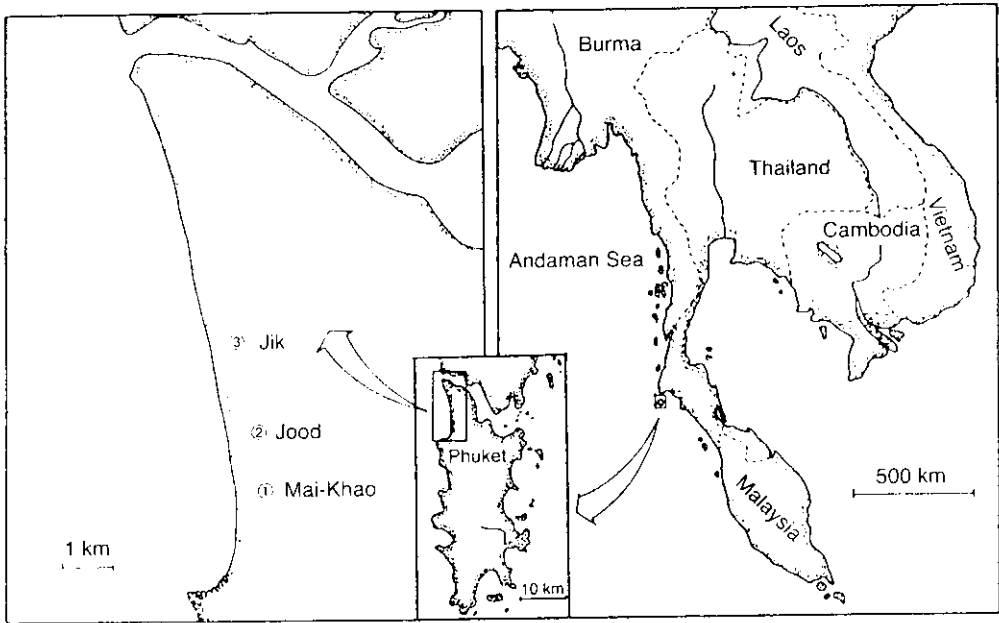 ③ Jik
② Jood
① Mai-Khao
1 km
Phuket
10 km
Burma
Laos
Thailand
Cambodia
Vietnam
Andaman Sea
Malaysia
500 km